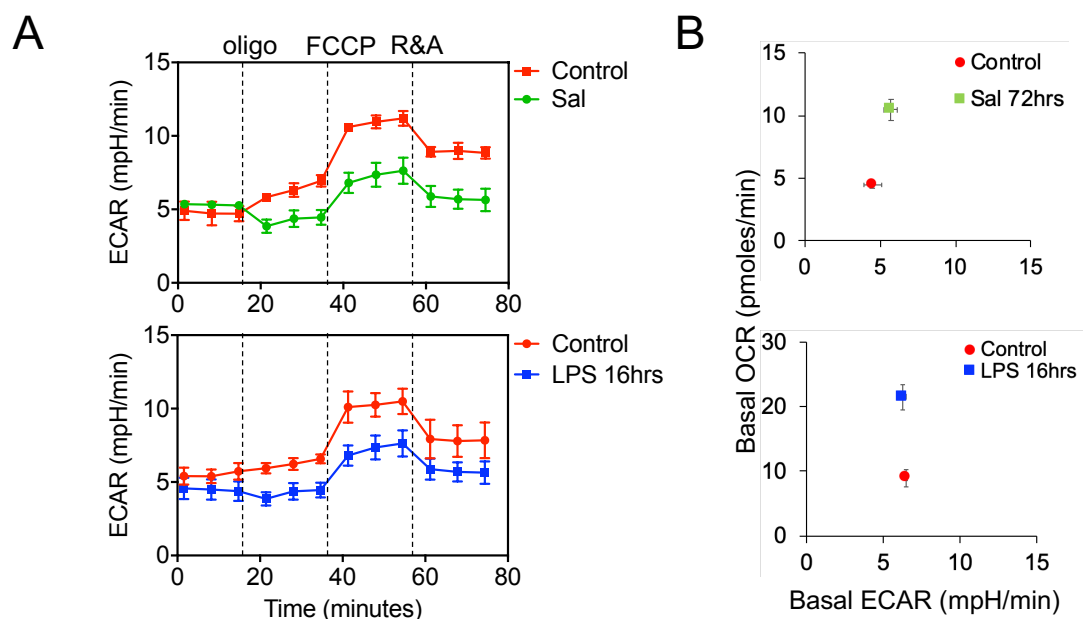 A
oligo FCCP R&A
ECAR (mpH/min)
15
10
5
0
0 20 40 60 80
Control
Sal
ECAR (mpH/min)
15
10
5
0
0 20 40 60 80
Time (minutes)
Control
LPS 16hrs
B
Basal OCR (pmoles/min)
15
10
5
0
0 5 10 15
Control
Sal 72hrs
30
20
10
0
0 5 10 15
Control
LPS 16hrs
Basal ECAR (mpH/min)